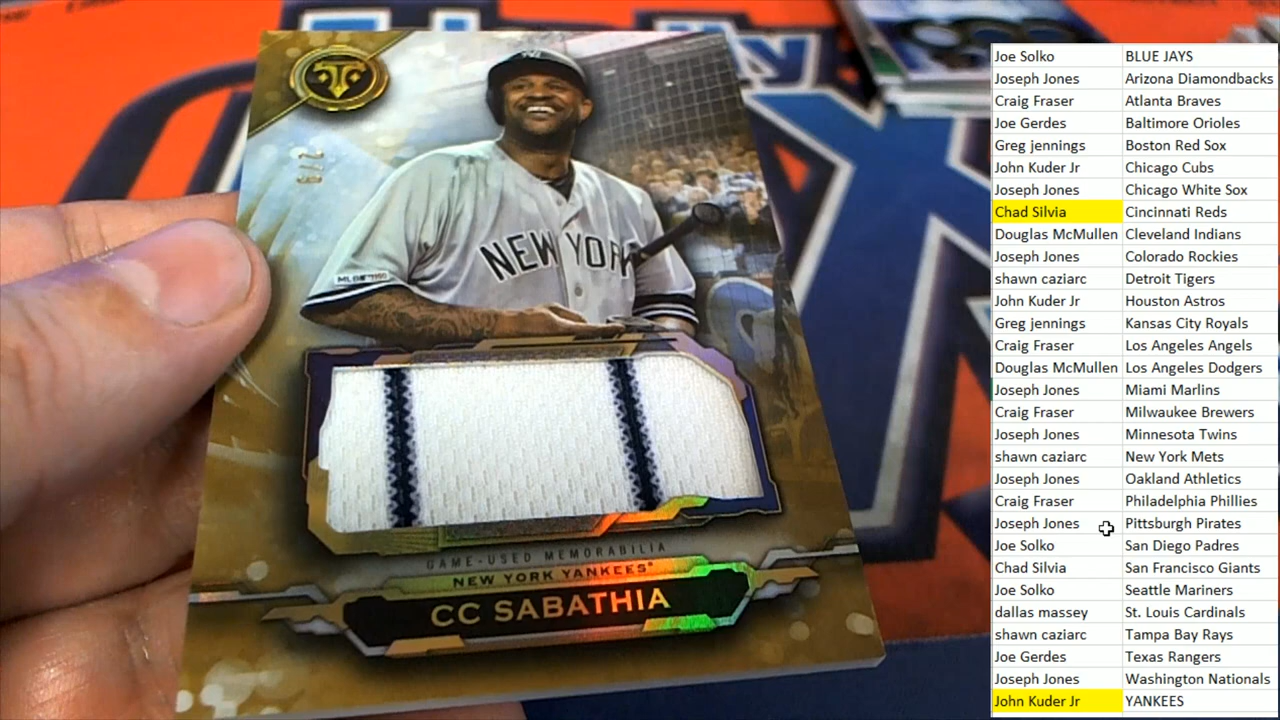 2/9
NEW YORK
GAME-USED MEMORABILIA
NEW YORK YANKEES
CC SABATHIA
Joe Solko BLUE JAYS
Joseph Jones Arizona Diamondbacks
Craig Fraser Atlanta Braves
Joe Gerdes Baltimore Orioles
Greg jennings Boston Red Sox
John Kuder Jr Chicago Cubs
Joseph Jones Chicago White Sox
Chad Silvia Cincinnati Reds
Douglas McMullen Cleveland Indians
Joseph Jones Colorado Rockies
shawn caziarc Detroit Tigers
John Kuder Jr Houston Astros
Greg jennings Kansas City Royals
Craig Fraser Los Angeles Angels
Douglas McMullen Los Angeles Dodgers
Joseph Jones Miami Marlins
Craig Fraser Milwaukee Brewers
Joseph Jones Minnesota Twins
shawn caziarc New York Mets
Joseph Jones Oakland Athletics
Craig Fraser Philadelphia Phillies
Joseph Jones Pittsburgh Pirates
Joe Solko San Diego Padres
Chad Silvia San Francisco Giants
Joe Solko Seattle Mariners
dallas massey St. Louis Cardinals
shawn caziarc Tampa Bay Rays
Joe Gerdes Texas Rangers
Joseph Jones Washington Nationals
John Kuder Jr YANKEES